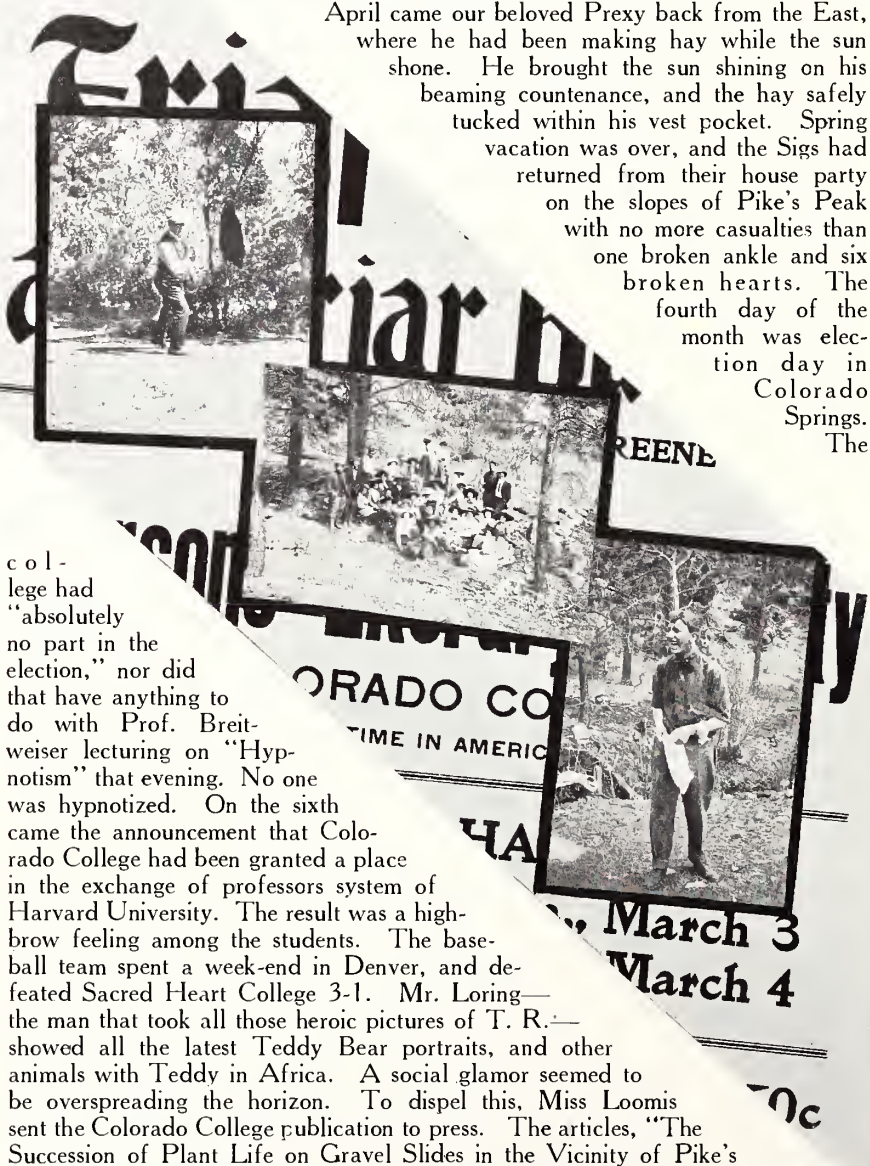 April came our beloved Prexy back from the East,
where he had been making hay while the sun
shone. He brought the sun shining on his
beaming countenance, and the hay safely
tucked within his vest pocket. Spring
vacation was over, and the Sigs had
returned from their house party
on the slopes of Pike's Peak
with no more casualties than
one broken ankle and six
broken hearts. The
fourth day of the
month was elec-
tion day in
Colorado
Springs.
The
col-
lege had
"absolutely
no part in the
election," nor did
that have anything to
do with Prof. Breit-
weiser lecturing on "Hyp-
notism" that evening. No one
was hypnotized. On the sixth
came the announcement that Colo-
rado College had been granted a place
in the exchange of professors system of
Harvard University. The result was a high-
brow feeling among the students. The base-
ball team spent a week-end in Denver, and de-
feated Sacred Heart College 3-1. Mr. Loring—
the man that took all those heroic pictures of T. R.—
showed all the latest Teddy Bear portraits, and other
animals with Teddy in Africa. A social glamor seemed to
be overspreading the horizon. To dispel this, Miss Loomis
sent the Colorado College publication to press. The articles, "The
Succession of Plant Life on Gravel Slides in the Vicinity of Pike's
Fria
riar
REENE
ORADO CO
TIME IN AMERIC
HA
March 3
March 4
0c